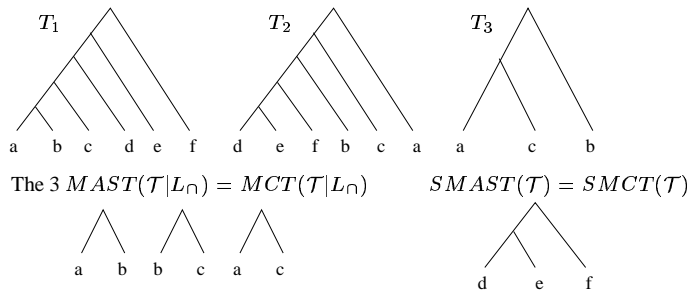 T₁ T₂ T₃
a b c d e f d e f b c a a c b
The 3 MAST(𝒯|L∩) = MCT(𝒯|L∩) SMAST(𝒯) = SMCT(𝒯)
a b b c a c
d e f